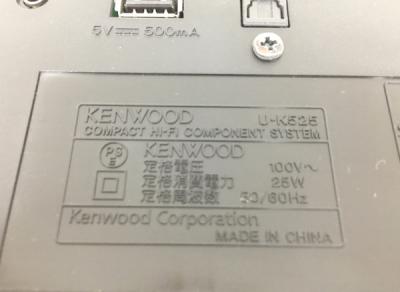 5V ⎓ 500mA
KENWOOD U-K525
COMPACT HI-FI COMPONENT SYSTEM
PS E KENWOOD
定格電圧 100V~
定格消費電力 25W
定格周波数 50/60Hz
Kenwood Corporation
MADE IN CHINA